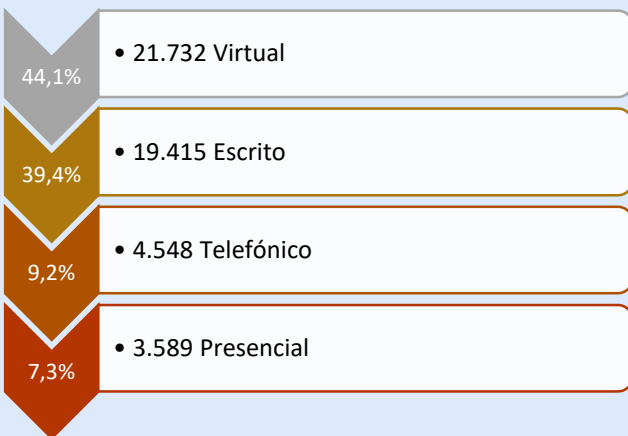 44,1%
• 21.732 Virtual
39,4%
• 19.415 Escrito
9,2%
• 4.548 Telefónico
7,3%
• 3.589 Presencial